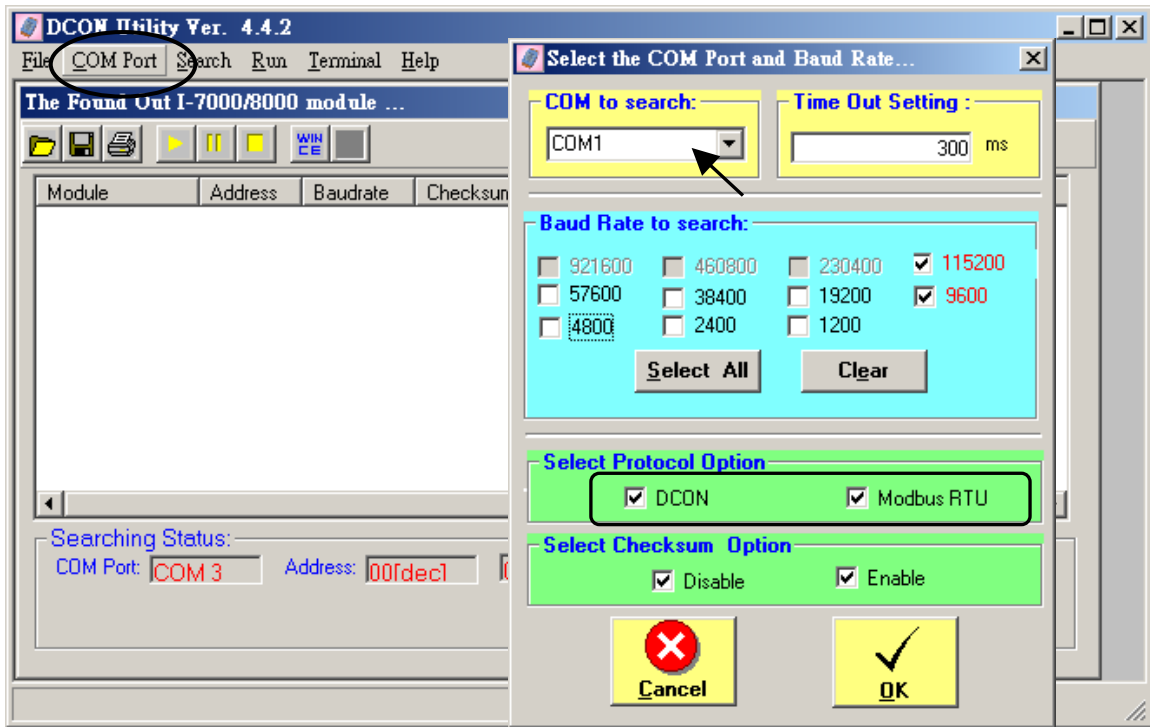 DCON Utility Ver. 4.4.2
File COM Port Search Run Terminal Help
The Found Out I-7000/8000 module ...
WIN CE
Module Address Baudrate Checksum
Searching Status:
COM Port: COM 3 Address: 00[dec]
Select the COM Port and Baud Rate...
COM to search: Time Out Setting :
COM1 300 ms
Baud Rate to search:
921600 460800 230400 115200
57600 38400 19200 9600
4800 2400 1200
Select All Clear
Select Protocol Option
DCON Modbus RTU
Select Checksum Option
Disable Enable
Cancel OK